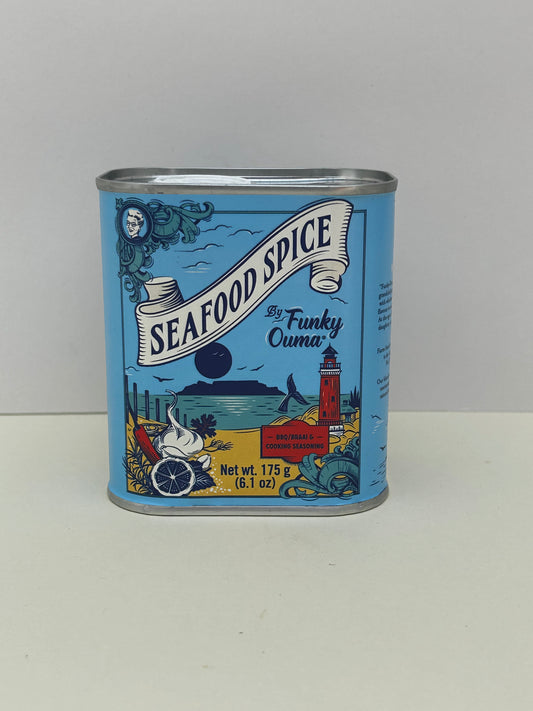 SEAFOOD SPICE
By Funky
Ouma®
BBQ/BRAAI &
COOKING SEASONING
Net wt. 175 g
(6.1 oz)